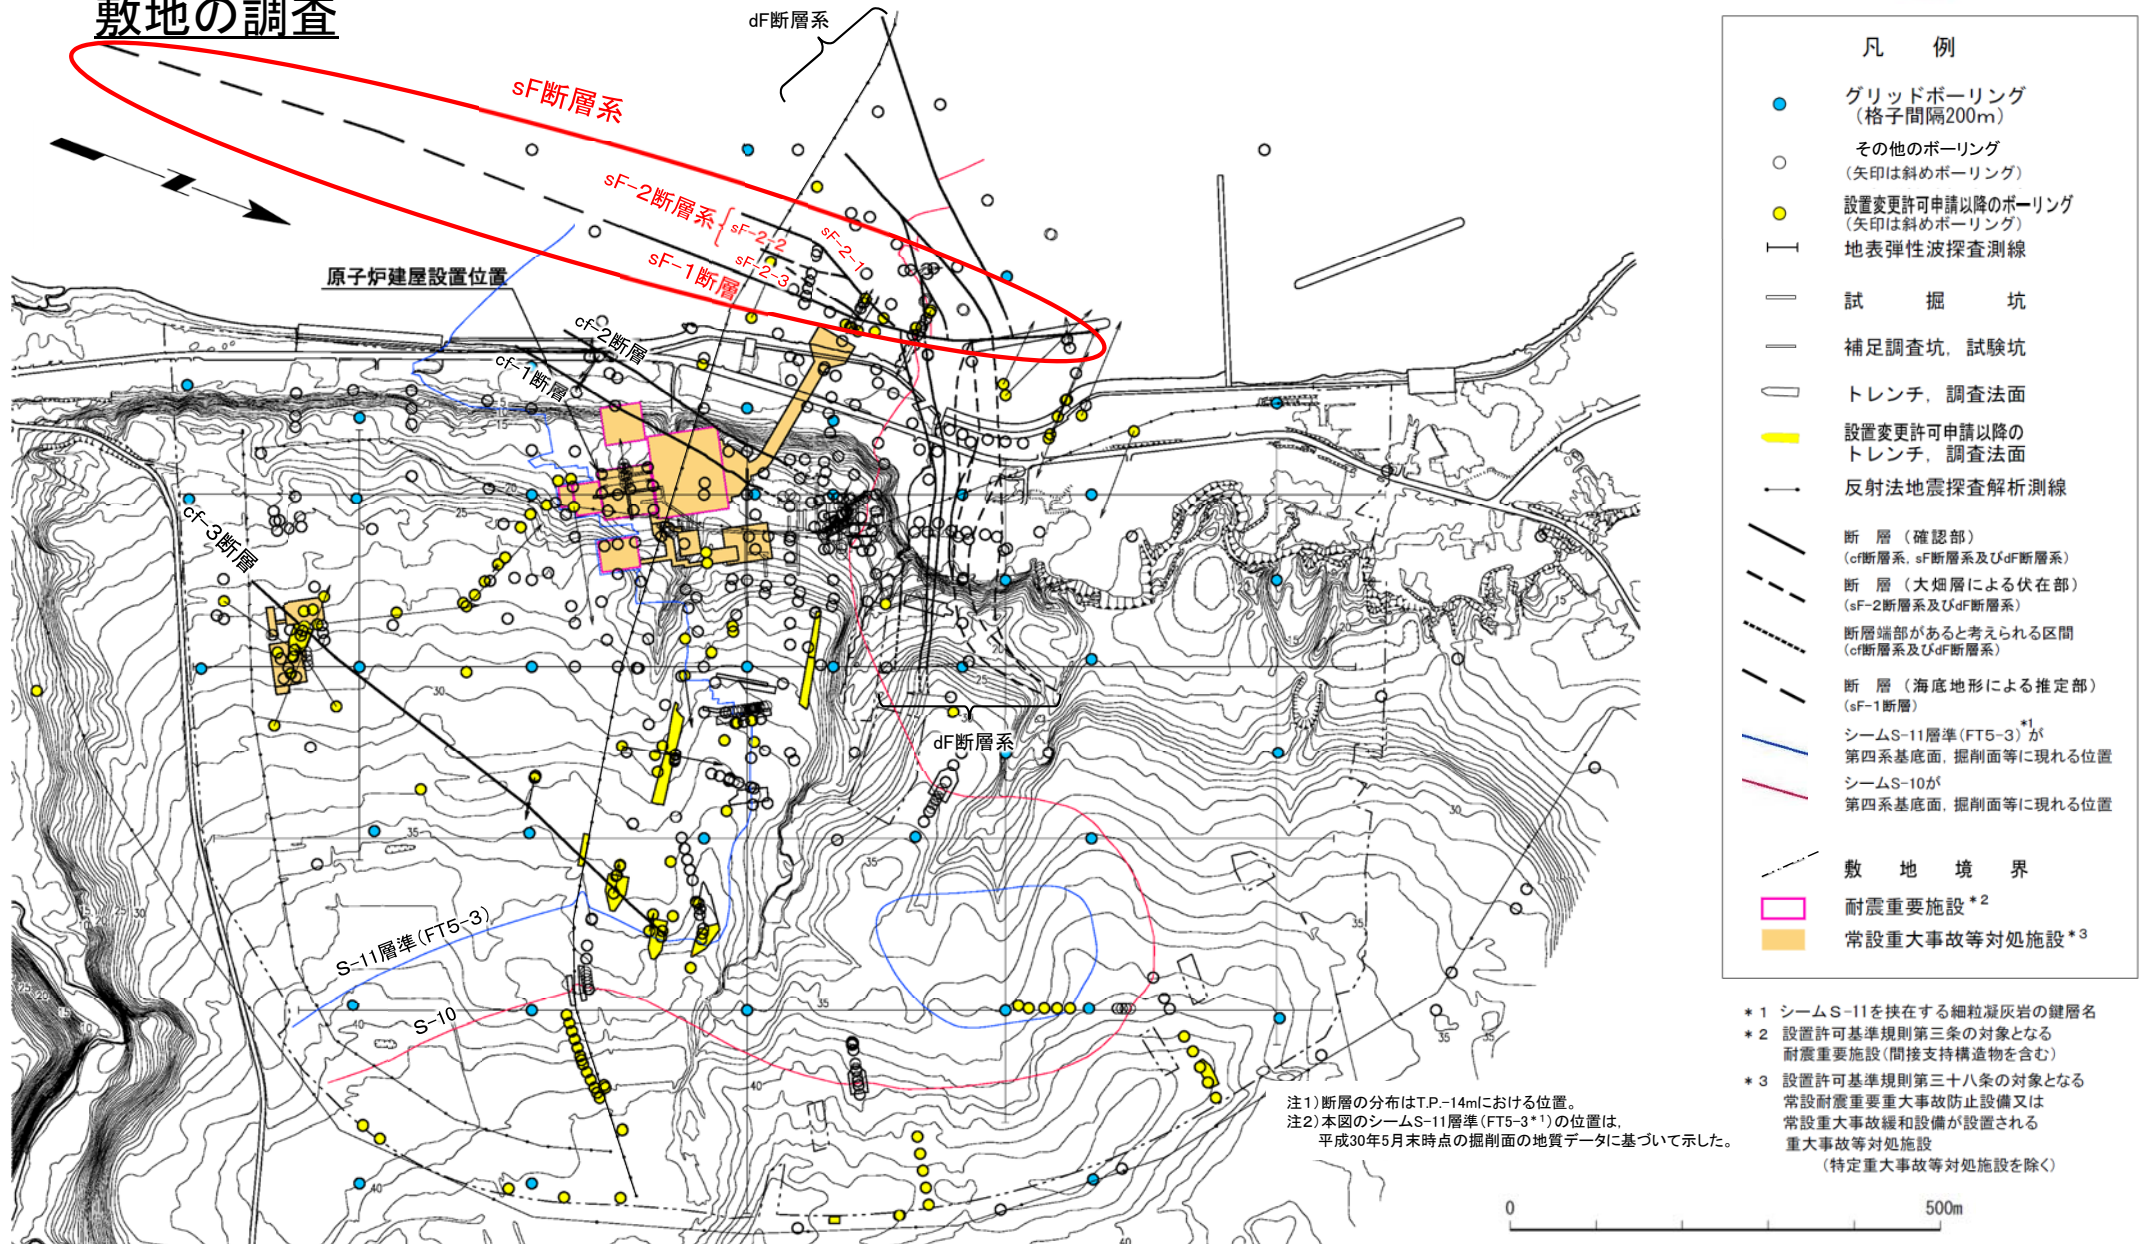 敷地の調査
dF断層系
sF断層系
sF-2断層系
sF-2-2
sF-2-1
sF-2-3
sF-1断層
原子炉建屋設置位置
cf-2断層
cf-1断層
cf-3断層
dF断層系
S-11層準(FT5-3)
S-10
15
20
25
30
35
40
凡 例
グリッドボーリング
(格子間隔200m)
その他のボーリング
(矢印は斜めボーリング)
設置変更許可申請以降のボーリング
(矢印は斜めボーリング)
地表弾性波探査測線
試 掘 坑
補足調査坑, 試験坑
トレンチ, 調査法面
設置変更許可申請以降の
トレンチ, 調査法面
反射法地震探査解析測線
断 層 (確認部)
(cf断層系, sF断層系及びdF断層系)
断 層 (大畑層による伏在部)
(sF-2断層系及びdF断層系)
断層端部があると考えられる区間
(cf断層系及びdF断層系)
断 層 (海底地形による推定部)
(sF-1断層)
シームS-11層準(FT5-3)*1が
第四系基底面, 掘削面等に現れる位置
シームS-10が
第四系基底面, 掘削面等に現れる位置
敷 地 境 界
耐震重要施設*2
常設重大事故等対処施設*3
*1 シームS-11を挟在する細粒凝灰岩の鍵層名
*2 設置許可基準規則第三条の対象となる
耐震重要施設(間接支持構造物を含む)
*3 設置許可基準規則第三十八条の対象となる
常設耐震重要重大事故防止設備又は
常設重大事故緩和設備が設置される
重大事故等対処施設
(特定重大事故等対処施設を除く)
注1)断層の分布はT.P.-14mにおける位置。
注2)本図のシームS-11層準(FT5-3*1)の位置は,
平成30年5月末時点の掘削面の地質データに基づいて示した。
0 500m